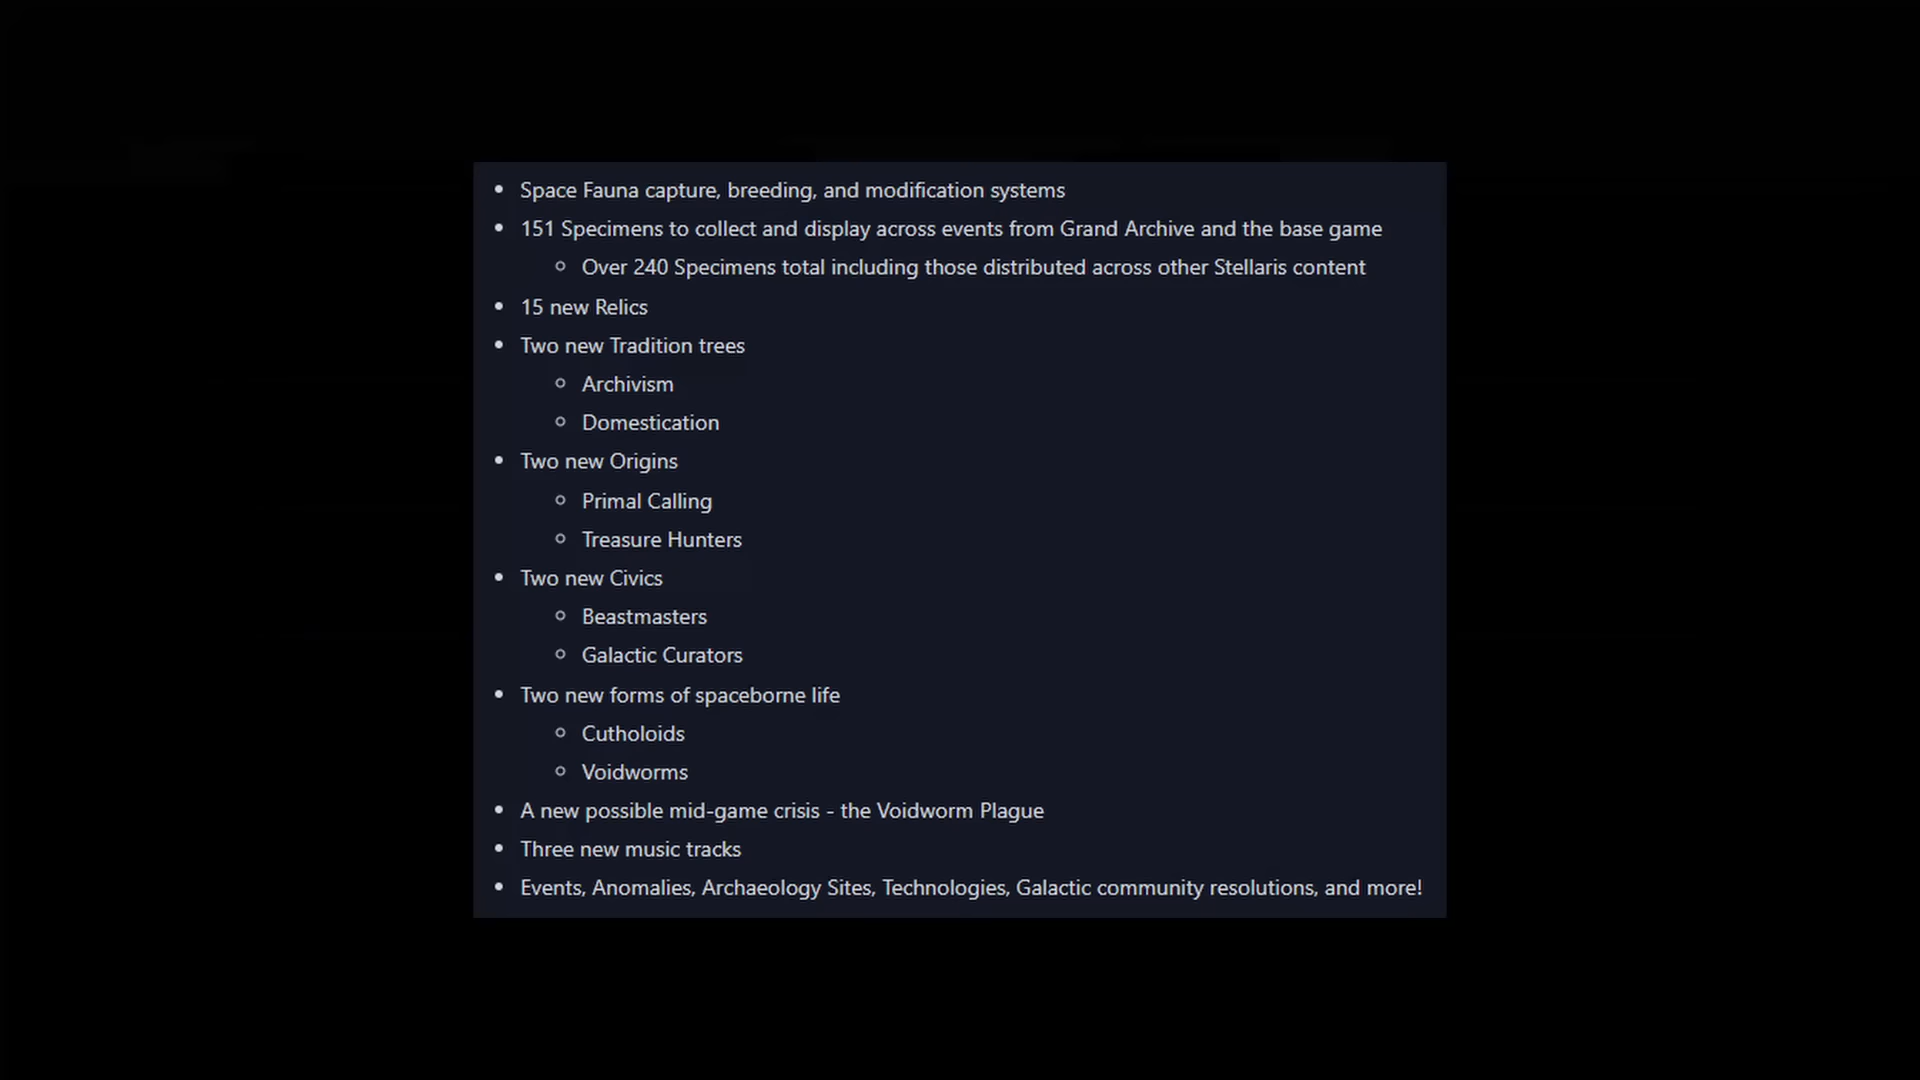 Space Fauna capture, breeding, and modification systems
151 Specimens to collect and display across events from Grand Archive and the base game
Over 240 Specimens total including those distributed across other Stellaris content
15 new Relics
Two new Tradition trees
Archivism
Domestication
Two new Origins
Primal Calling
Treasure Hunters
Two new Civics
Beastmasters
Galactic Curators
Two new forms of spaceborne life
Cutholoids
Voidworms
A new possible mid-game crisis - the Voidworm Plague
Three new music tracks
Events, Anomalies, Archaeology Sites, Technologies, Galactic community resolutions, and more!